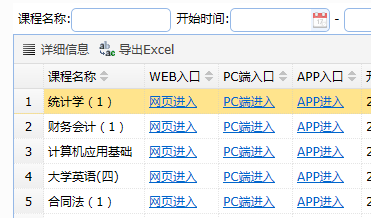 课程名称: 开始时间: -
详细信息 导出Excel
课程名称 WEB入口 PC端入口 APP入口
1 统计学（1） 网页进入 PC端进入 APP进入 2
2 财务会计（1） 网页进入 PC端进入 APP进入 2
3 计算机应用基础 网页进入 PC端进入 APP进入 2
4 大学英语(四) 网页进入 PC端进入 APP进入 2
5 合同法（1） 网页进入 PC端进入 APP进入 2